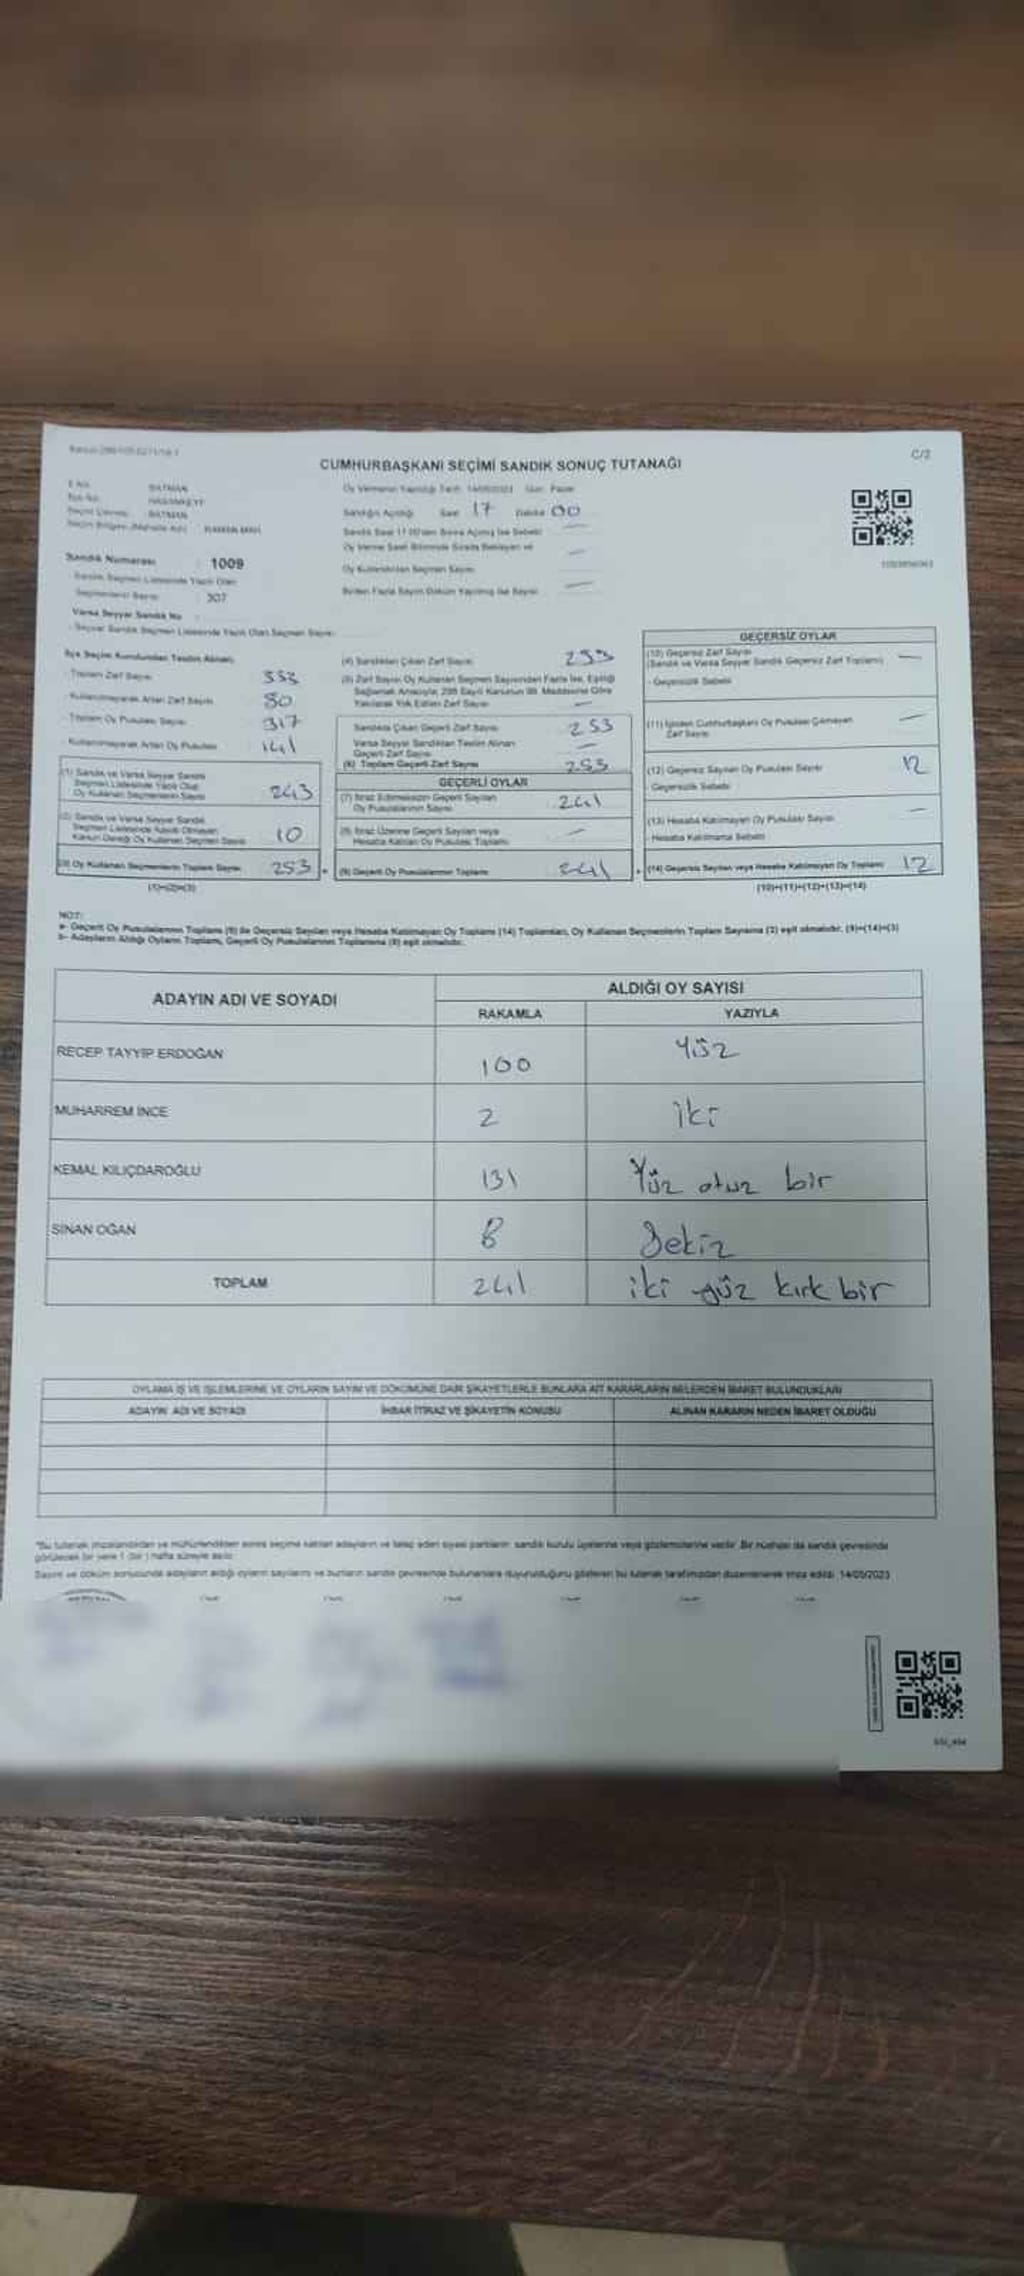 C/2
CUMHURBAŞKANI SEÇİMİ SANDIK SONUÇ TUTANAĞI
İl Adı BATMAN
İlçe Adı HASANKEYF
Seçim Çevresi BATMAN
Seçim Bölgesi (Mahalle Adı)
Sandık Numarası : 1009
Sandık Seçmen Listesinde Yazılı Olan
Seçmenlerin Sayısı 307
Varsa Seyyar Sandık No :
- Seyyar Sandık Seçmen Listesinde Yazılı Olan Seçmen Sayısı
Oy Vermenin Yapıldığı Tarih: 14/05/2023 Gün: Pazar
Sandığın Açıldığı Saat 17 Dakika 00
Oy Verme Saati Bitiminde Sırada Bekleyen ve
Oy Kullandırılan Seçmen Sayısı
Birden Fazla Sayım Döküm Yapılmış İse Sayısı
İlçe Seçim Kurulundan Teslim Alınan;
- Toplam Zarf Sayısı 333
- Kullanılmayarak Artan Zarf Sayısı 80
- Toplam Oy Pusulası Sayısı 317
- Kullanılmayarak Artan Oy Pusulası 141
(1) Sandık ve Varsa Seyyar Sandık
Seçmen Listesinde Yazılı Olup
Oy Kullanan Seçmenlerin Sayısı 243
(2) Sandık ve Varsa Seyyar Sandık
Seçmen Listesinde Kayıtlı Olmayan
Kanun Gereği Oy Kullanan Seçmen Sayısı 10
(3) Oy Kullanan Seçmenlerin Toplam Sayısı 253
(1)+(2)=(3)
(4) Sandıktan Çıkan Zarf Sayısı 253
(5) Zarf Sayısı Oy Kullanan Seçmen Sayısından Fazla İse, Eşitliği
Sağlamak Amacıyla, 298 Sayılı Kanunun 98. Maddesine Göre
Yakılarak Yok Edilen Zarf Sayısı —
Sandıkta Çıkan Geçerli Zarf Sayısı 253
Varsa Seyyar Sandıktan Teslim Alınan
Geçerli Zarf Sayısı —
(6) Toplam Geçerli Zarf Sayısı 253
GEÇERLİ OYLAR
(7) İtiraz Edilmeksizin Geçerli Sayılan
Oy Pusulalarının Sayısı 241
(8) İtiraz Üzerine Geçerli Sayılan veya
Hesaba Katılan Oy Pusulası Toplamı —
(9) Geçerli Oy Pusulalarının Toplamı 241
GEÇERSİZ OYLAR
(10) Geçersiz Zarf Sayısı
(Sandık ve Varsa Seyyar Sandık Geçersiz Zarf Toplamı) —
- Geçersizlik Sebebi
(11) İçinden Cumhurbaşkanı Oy Pusulası Çıkmayan
Zarf Sayısı —
(12) Geçersiz Sayılan Oy Pusulası Sayısı 12
- Geçersizlik Sebebi
(13) Hesaba Katılmayan Oy Pusulası Sayısı —
- Hesaba Katılmama Sebebi
(14) Geçersiz Sayılan veya Hesaba Katılmayan Oy Toplamı 12
(10)+(11)+(12)+(13)=(14)
NOT:
a- Geçerli Oy Pusulalarının Toplamı (9) ile Geçersiz Sayılan veya Hesaba Katılmayan Oy Toplamı (14) Toplamları, Oy Kullanan Seçmenlerin Toplam Sayısına (3) eşit olmalıdır. (9)+(14)=(3)
b- Adayların Aldığı Oyların Toplamı, Geçerli Oy Pusulalarının Toplamına (9) eşit olmalıdır.
ADAYIN ADI VE SOYADI ALDIĞI OY SAYISI
RAKAMLA YAZIYLA
RECEP TAYYİP ERDOĞAN 100 Yüz
MUHARREM İNCE 2 iki
KEMAL KILIÇDAROĞLU 131 Yüz otuz bir
SİNAN OĞAN 8 Sekiz
TOPLAM 241 iki yüz kırk bir
OYLAMA İŞ VE İŞLEMLERİNE VE OYLARIN SAYIM VE DÖKÜMÜNE DAİR ŞİKAYETLERLE BUNLARA AİT KARARLARIN NELERDEN İBARET BULUNDUKLARI
ADAYIN ADI VE SOYADI İHBAR İTİRAZ VE ŞİKAYETİN KONUSU ALINAN KARARIN NEDEN İBARET OLDUĞU
*Bu tutanak imzalandıktan ve mühürlendikten sonra seçime katılan adayların ve talep eden siyasi partilerin sandık kurulu üyelerine veya gözlemcilerine verilir. Bir nüshası da sandık çevresinde
görülecek bir yere 1 (bir) hafta süreyle asılır.
Sayım ve döküm sonucunda adayların aldığı oyların sayılarını ve bunların sandık çevresinde bulunanlara duyurulduğunu gösteren bu tutanak tarafımızdan düzenlenerek imza edildi. 14/05/2023